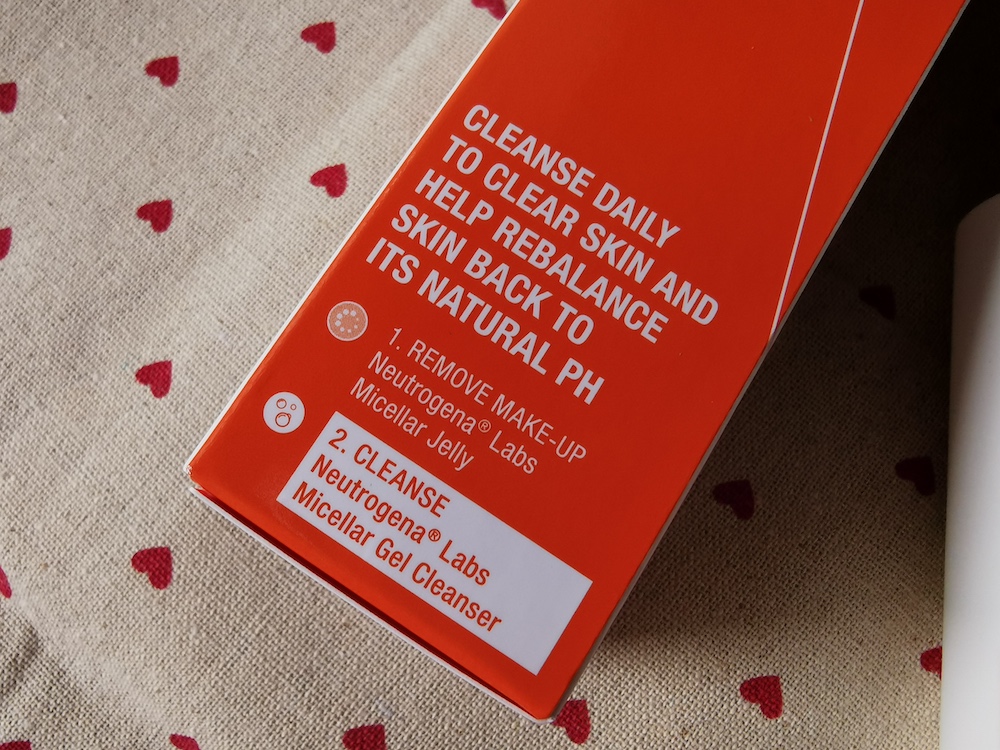 CLEANSE DAILY
TO CLEAR SKIN AND
HELP REBALANCE
SKIN BACK TO
ITS NATURAL PH
1. REMOVE MAKE-UP
Neutrogena® Labs
Micellar Jelly
2. CLEANSE
Neutrogena® Labs
Micellar Gel Cleanser